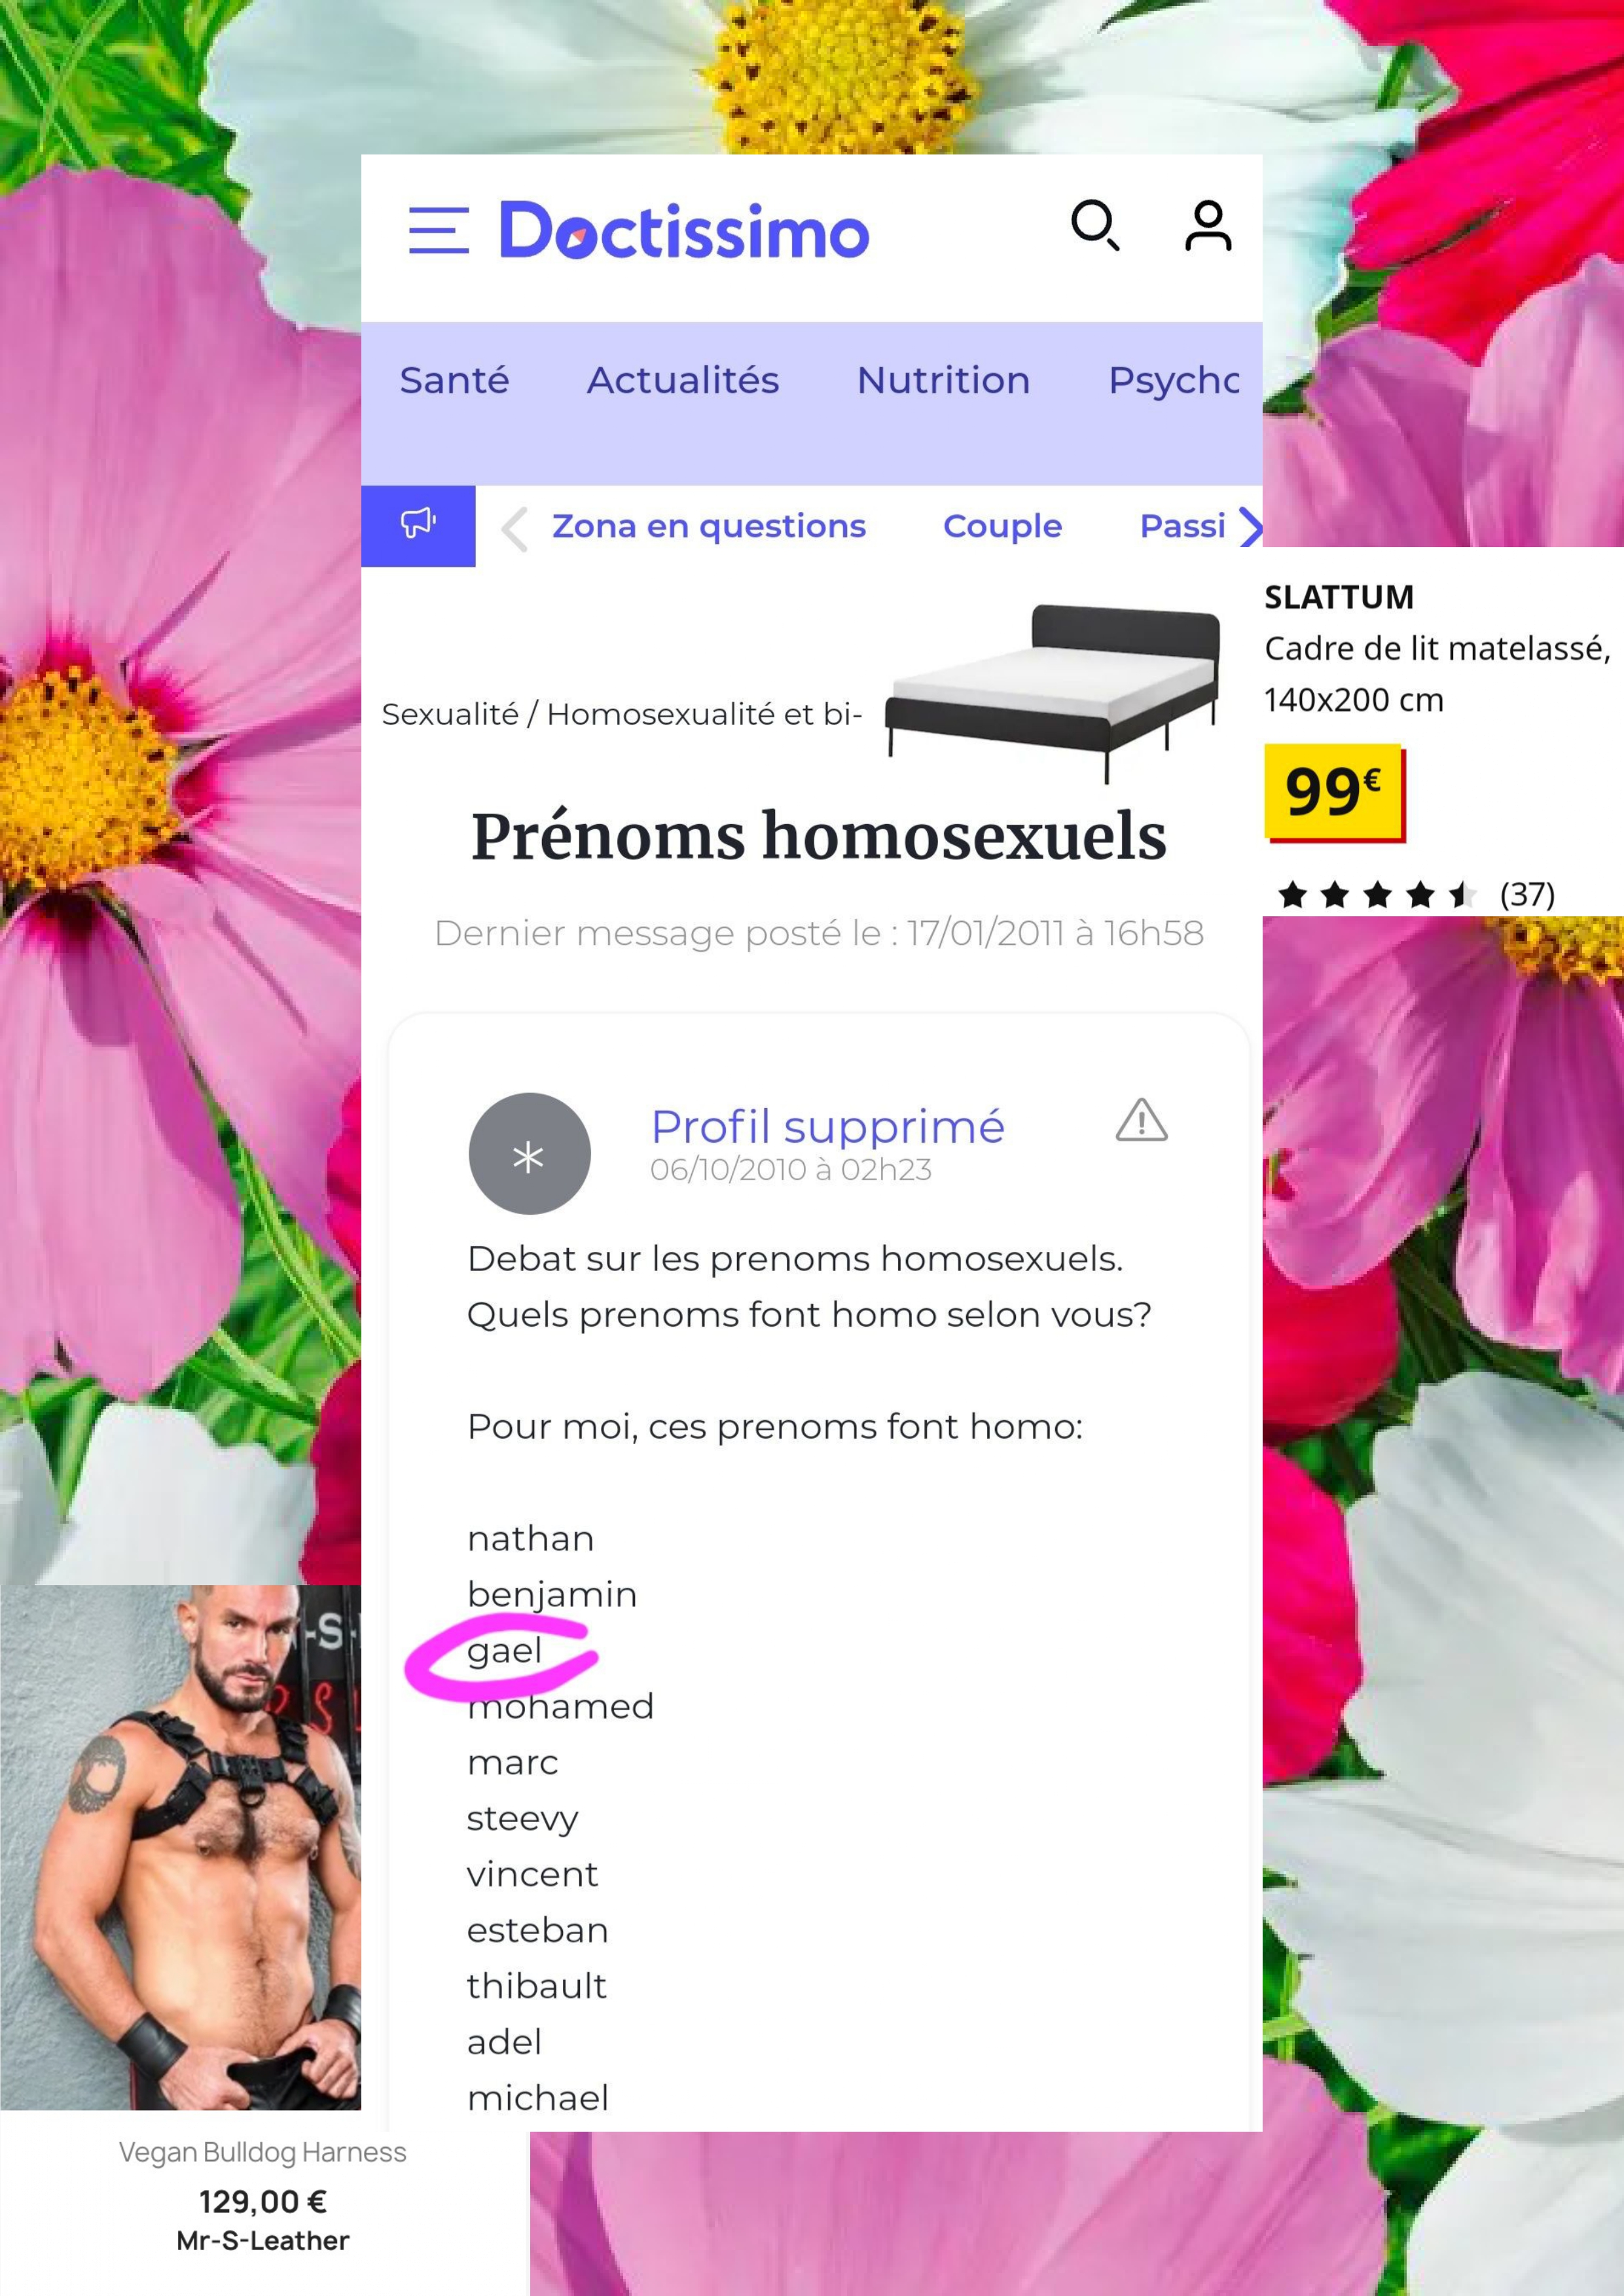 Doctissimo
Santé Actualités Nutrition Psycho
Zona en questions Couple Passi
SLATTUM
Cadre de lit matelassé,
140x200 cm
99€
(37)
Sexualité / Homosexualité et bi-
Prénoms homosexuels
Dernier message posté le : 17/01/2011 à 16h58
Profil supprimé
06/10/2010 à 02h23
Debat sur les prenoms homosexuels.
Quels prenoms font homo selon vous?
Pour moi, ces prenoms font homo:
nathan
benjamin
gael
mohamed
marc
steevy
vincent
esteban
thibault
adel
michael
Vegan Bulldog Harness
129,00 €
Mr-S-Leather